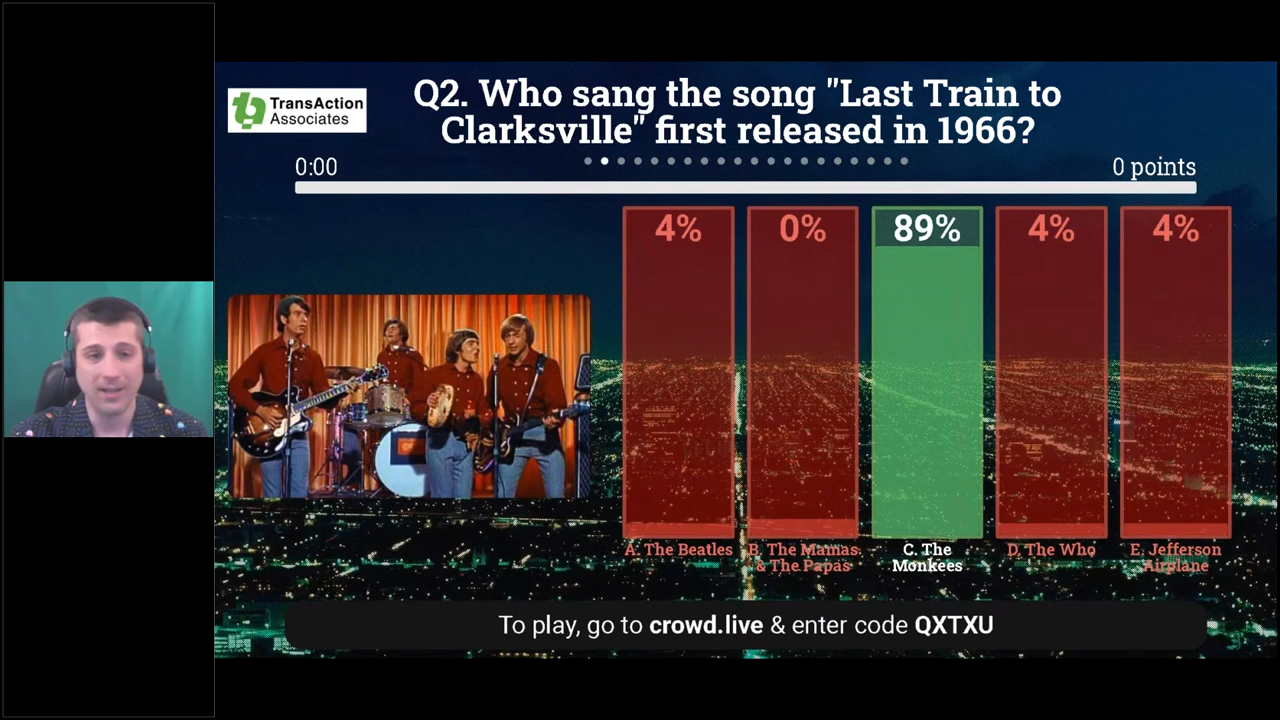 TransAction
Associates
Q2. Who sang the song "Last Train to
Clarksville" first released in 1966?
0:00
0 points
4%
0%
89%
4%
4%
A. The Beatles
B. The Mamas
& The Papas
C. The
Monkees
D. The Who
E. Jefferson
Airplane
To play, go to crowd.live & enter code QXTXU